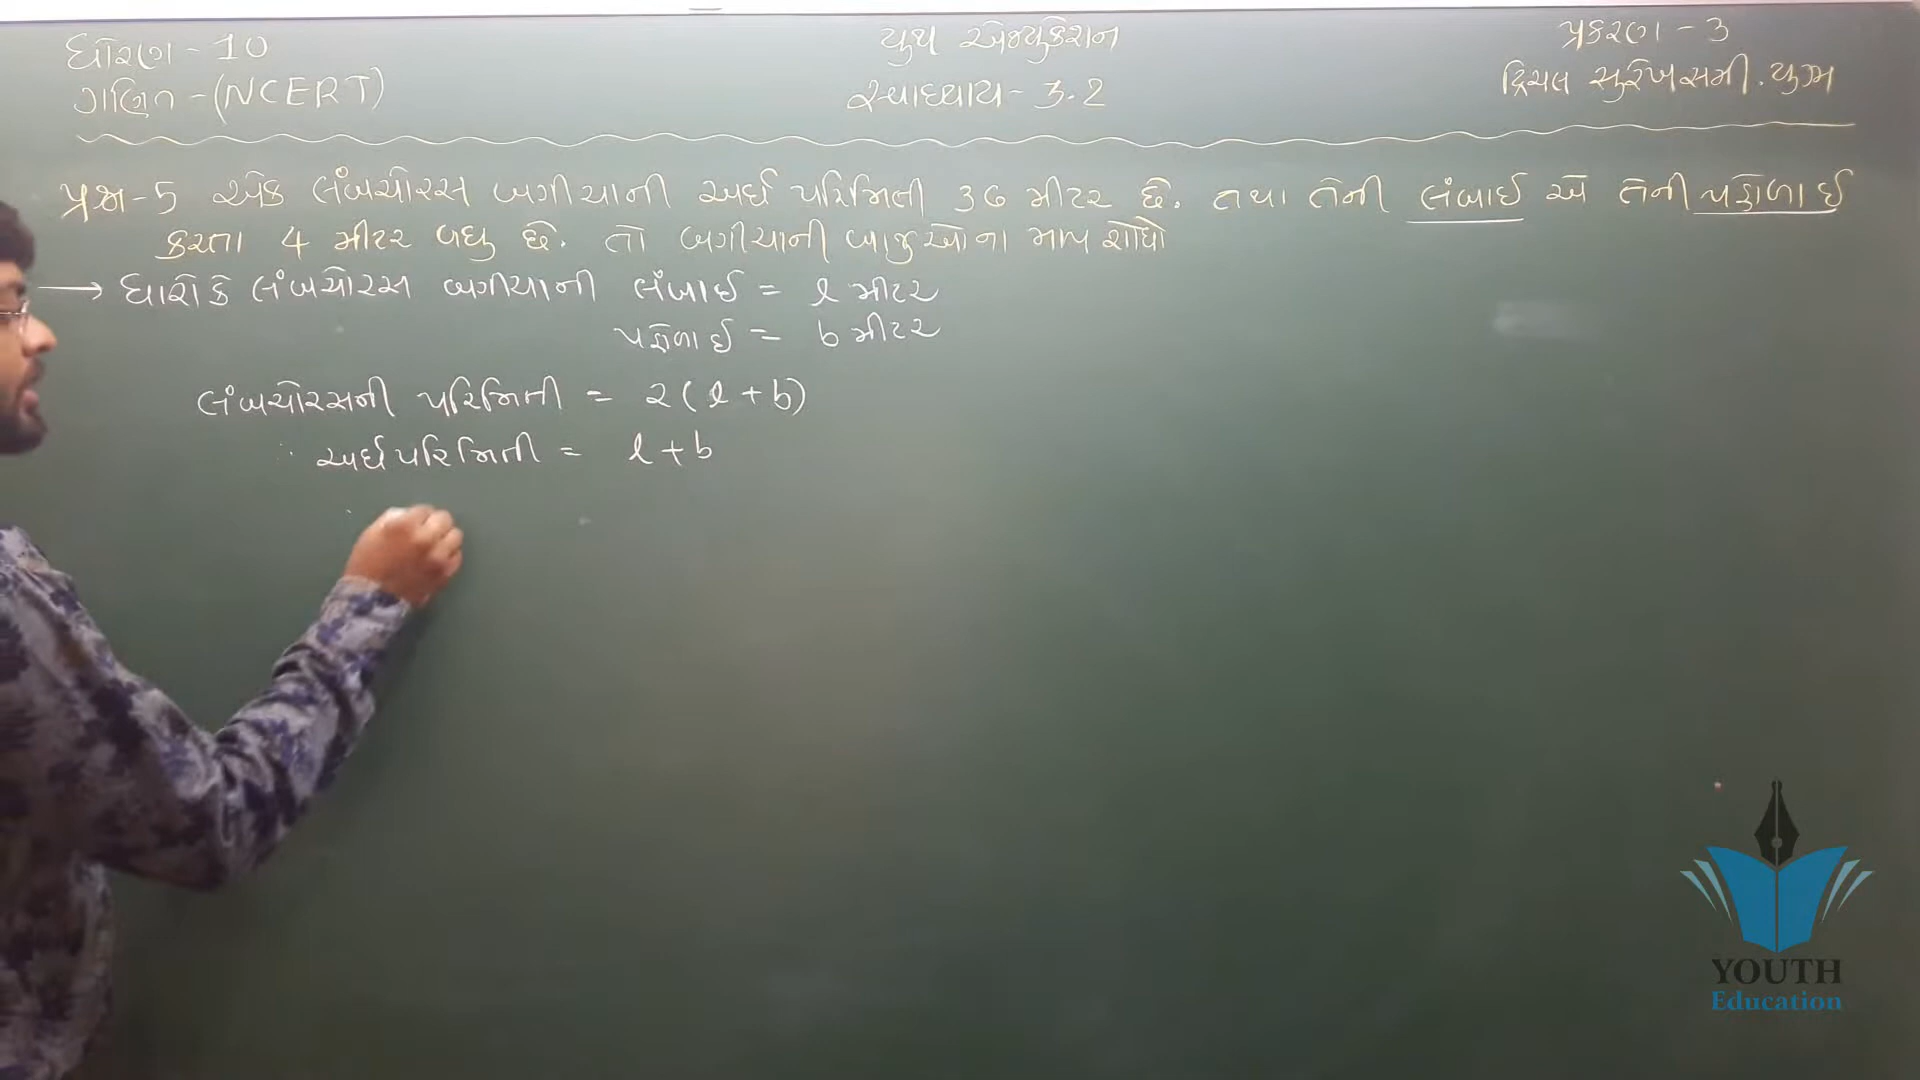 ધોરણ - 10
ગણિત - (NCERT)
યુથ એજ્યુકેશન
સ્વાધ્યાય - 3.2
પ્રકરણ - 3
દ્વિચલ સુરેખ સમી. યુગ્મ
પ્રશ્ન - 5 એક લંબચોરસ બગીચાની અર્ધ પરિમિતી 36 મીટર છે. તથા તેની લંબાઈ એ તેની પહોળાઈ
કરતા 4 મીટર વધુ છે. તો બગીચાની બાજુઓના માપ શોધો
→ ધારોકે લંબચોરસ બગીચાની લંબાઈ = l મીટર
પહોળાઈ = b મીટર
લંબચોરસની પરિમિતી = 2 (l + b)
∴ અર્ધપરિમિતી = l + b
YOUTH
Education